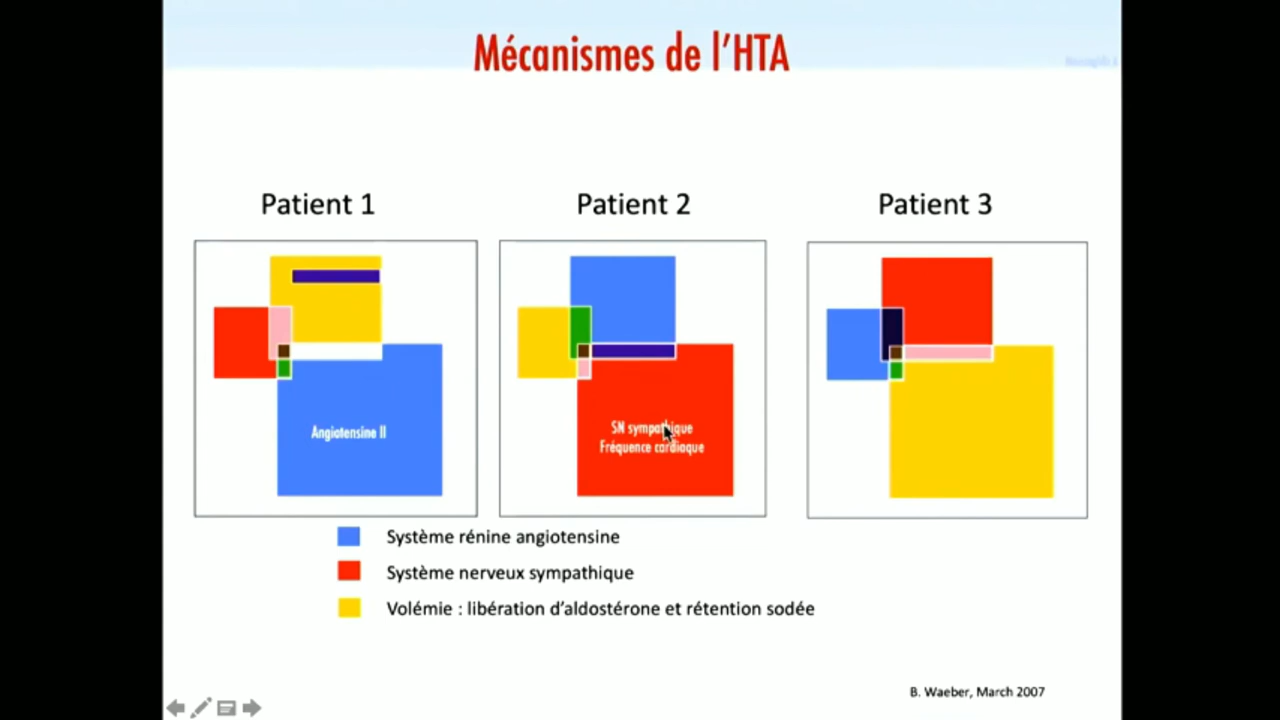 Mécanismes de l'HTA
Patient 1
Patient 2
Patient 3
Angiotensine II
SN sympathique
Fréquence cardiaque
Système rénine angiotensine
Système nerveux sympathique
Volémie : libération d'aldostérone et rétention sodée
B. Waeber, March 2007